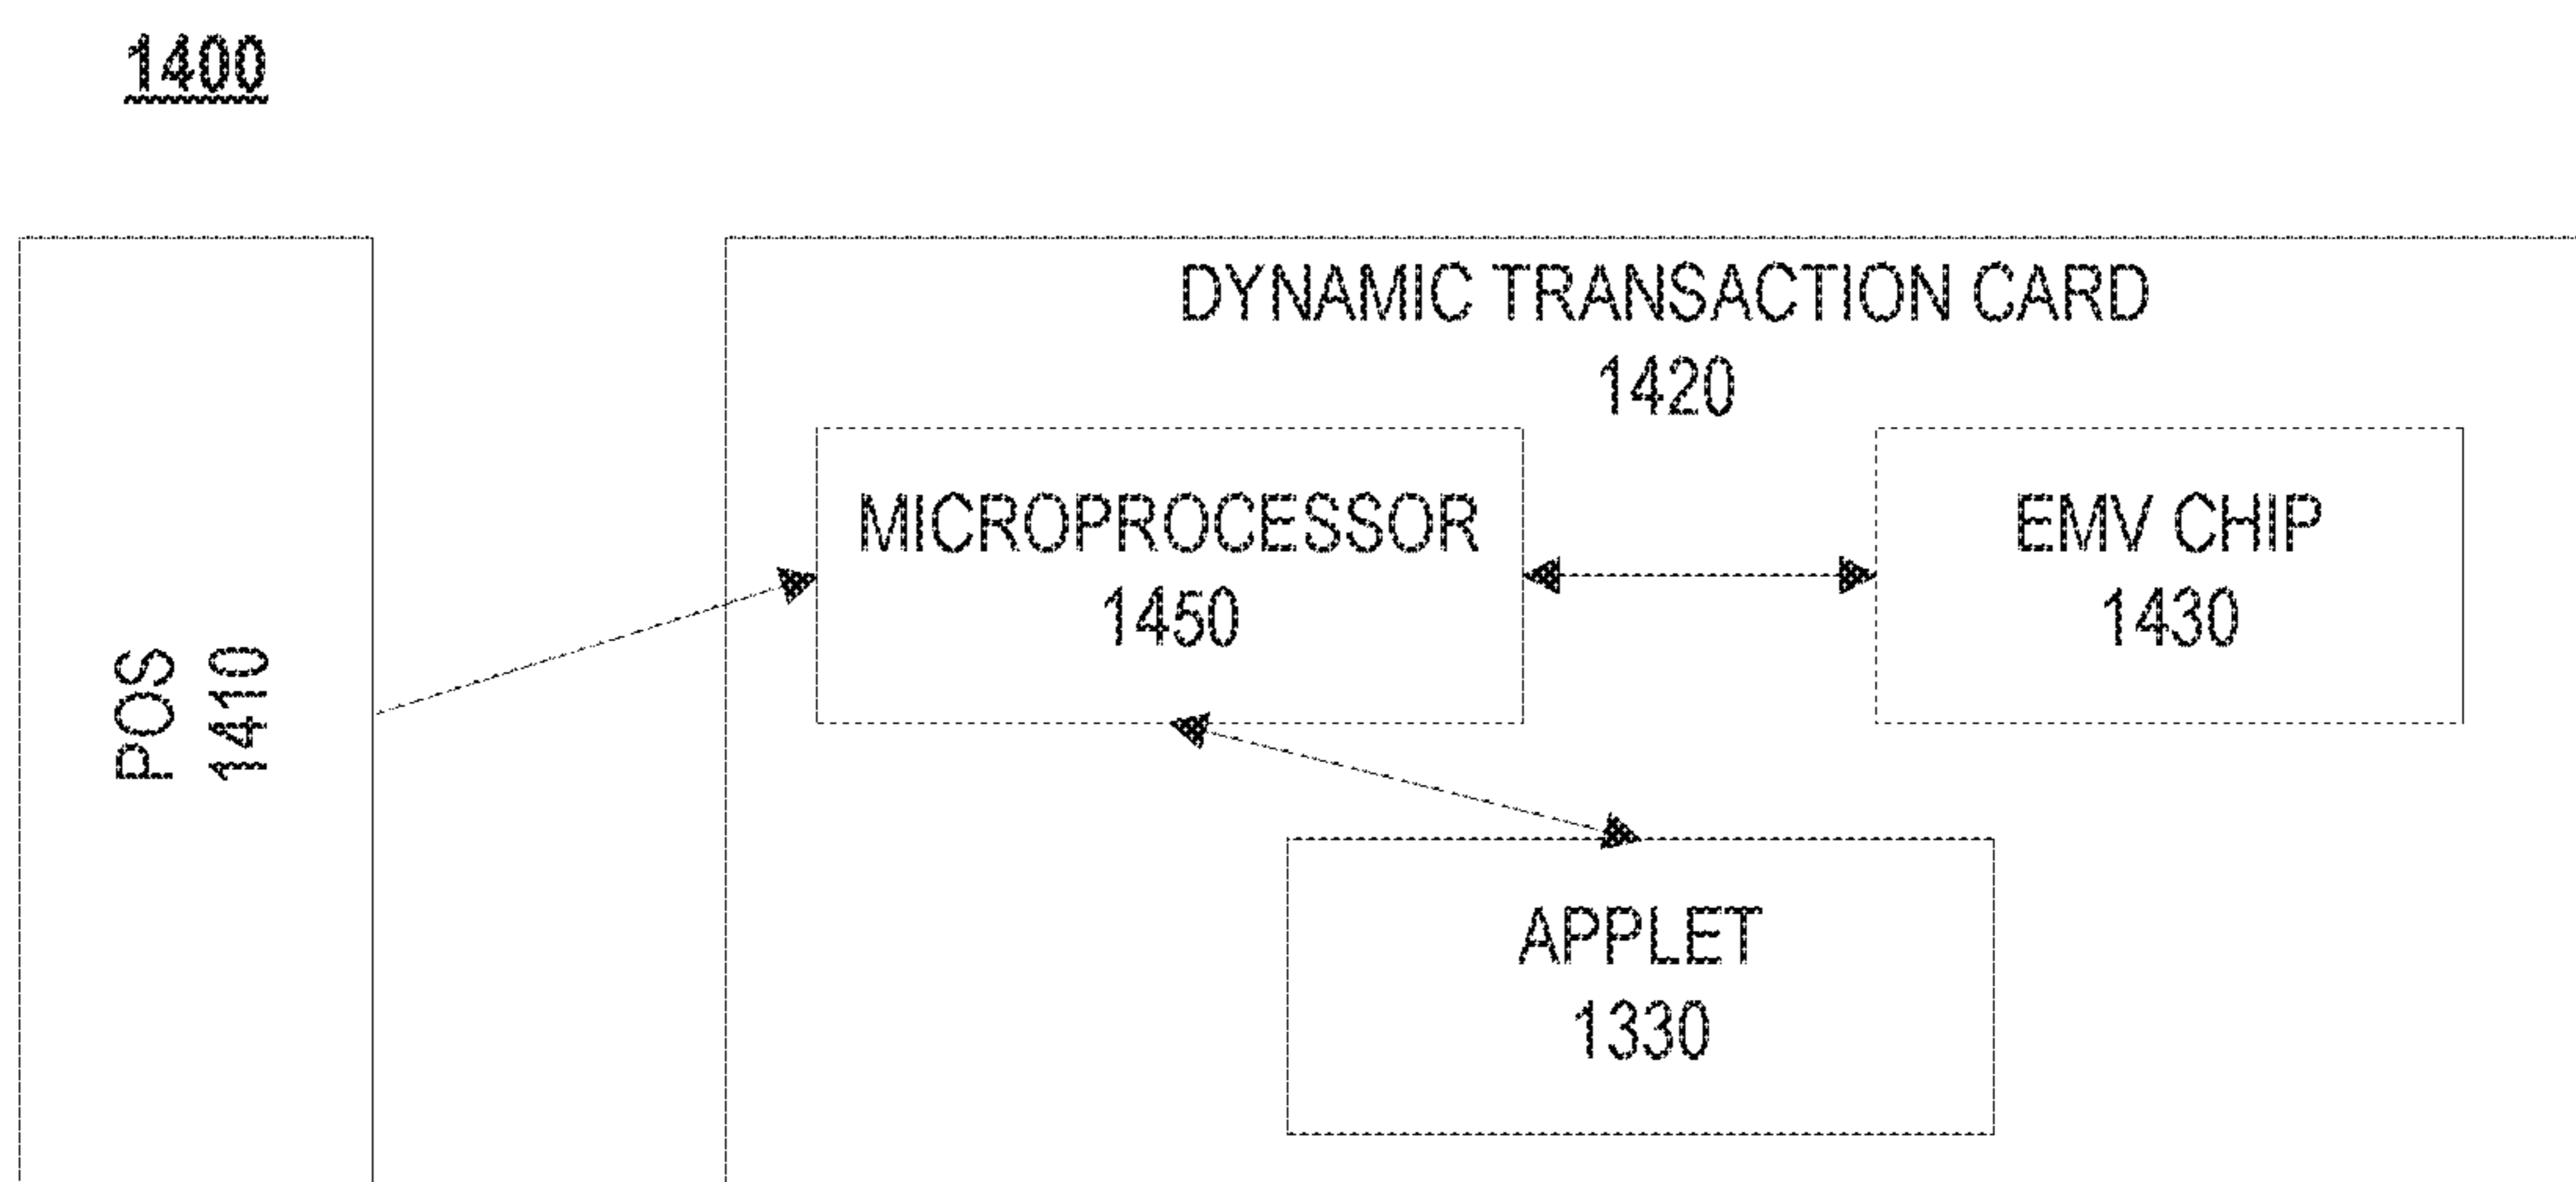 1400
DYNAMIC TRANSACTION CARD
1420
MICROPROCESSOR
1450
EMV CHIP
1430
POS
1410
APPLET
1330